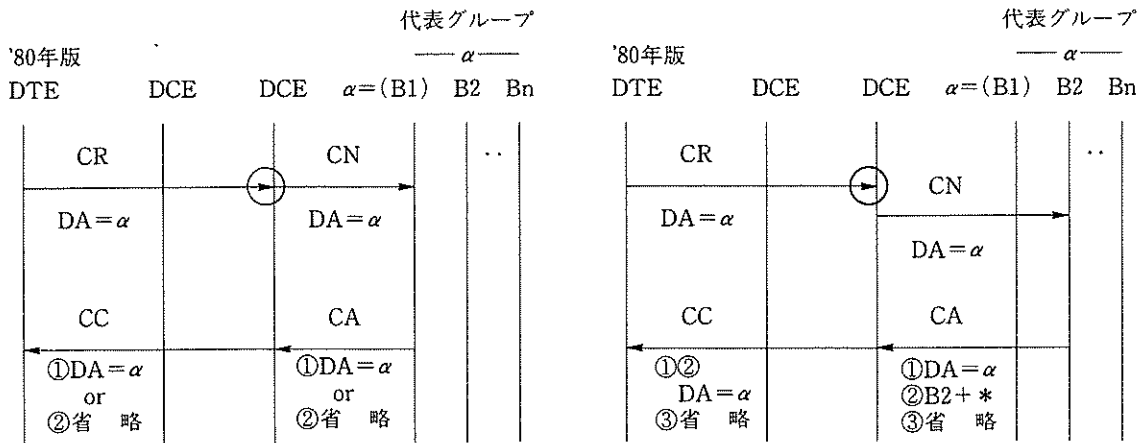 代表グループ
α
'80年版
DTE DCE DCE α=(B1) B2 Bn
CR CN ‥
DA=α DA=α
CC CA
①DA=α ①DA=α
or or
②省 略 ②省 略
代表グループ
α
'80年版
DTE DCE DCE α=(B1) B2 Bn
CR ‥
CN
DA=α
DA=α
CC CA
①② ①DA=α
DA=α ②B2+*
③省 略 ③省 略